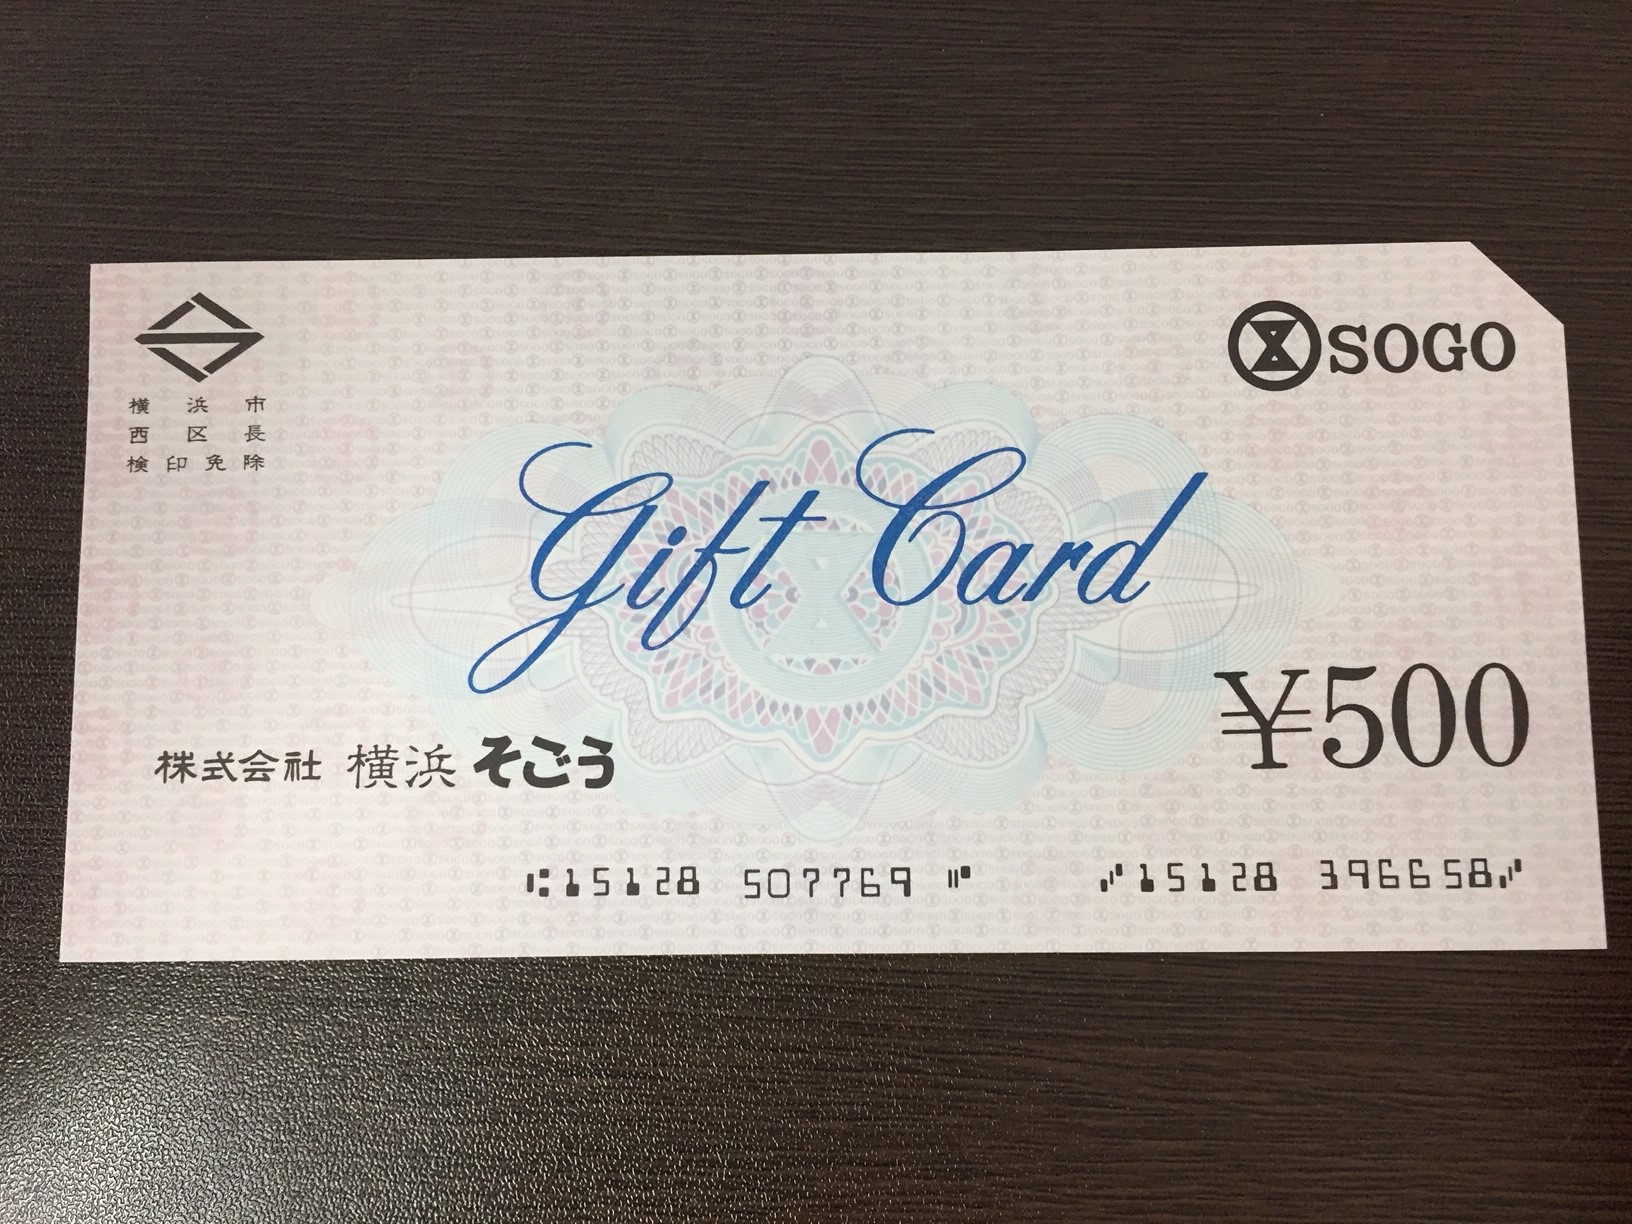 横浜市
西区長
検印免除
SOGO
Gift Card
¥500
株式会社 横浜 そごう
15128 507769
15128 396658